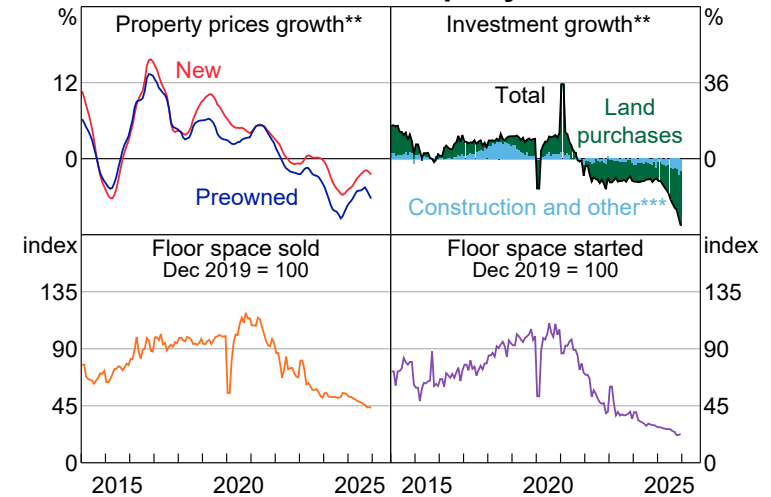 % Property prices growth** Investment growth** %
New
12 Total 36
Land
purchases
0 0
Preowned
Construction and other***
index Floor space sold Floor space started index
Dec 2019 = 100 Dec 2019 = 100
135 135
90 90
45 45
0 0
2015 2020 2025 2015 2020 2025